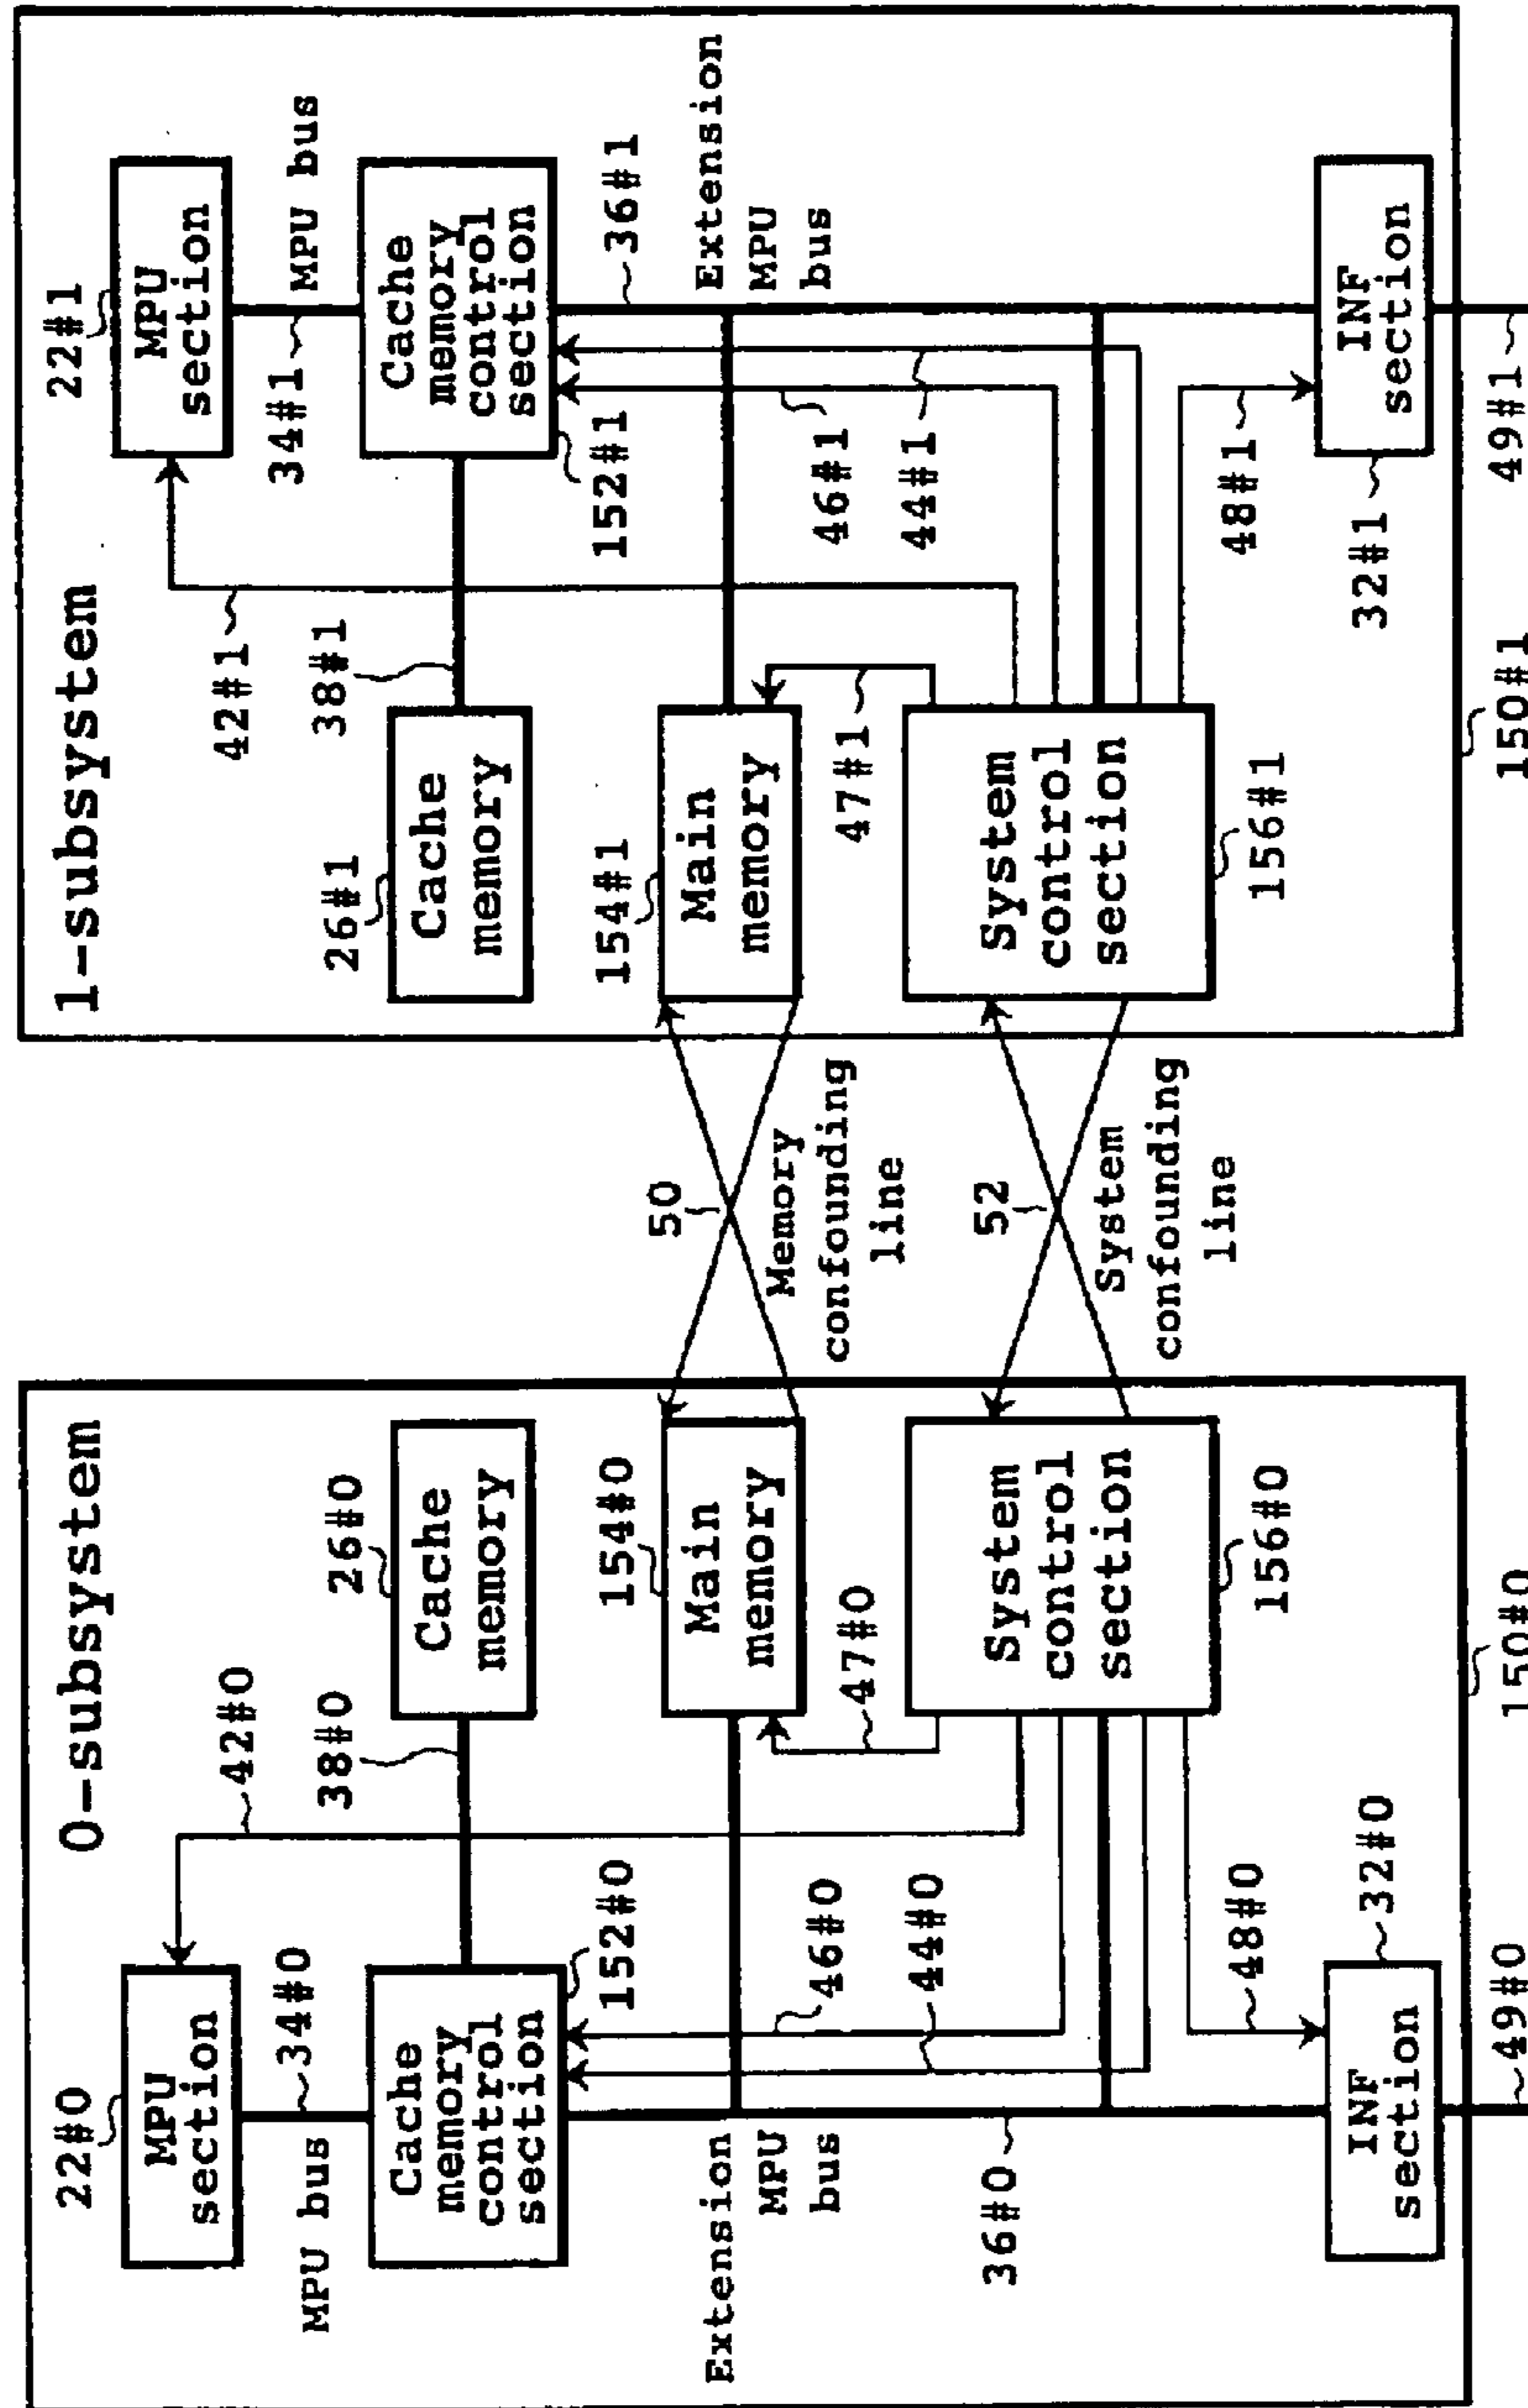 0-subsystem
22#0
MPU
section
42#0
MPU bus
34#0
38#0
26#0
Cache
memory
control
section
152#0
Cache
memory
Extension
MPU
bus
46#0
44#0
154#0
Main
memory
47#0
36#0
System
control
section
156#0
48#0
INF
section
32#0
49#0
150#0
50
Memory
confounding
line
52
System
confounding
line
1-subsystem
22#1
MPU
section
42#1
34#1
MPU bus
38#1
26#1
Cache
memory
Cache
memory
control
section
152#1
154#1
Main
memory
47#1
46#1
44#1
36#1
Extension
MPU
bus
System
control
section
156#1
48#1
32#1
INF
section
150#1
49#1